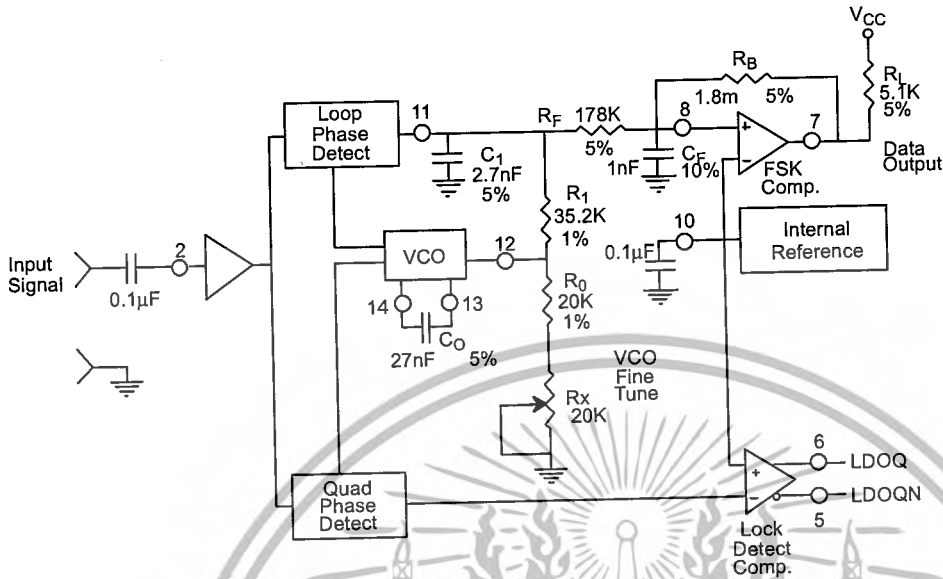 VCC
RB
1.8m 5%
RL
5.1K
5%
Loop
Phase
Detect
11
RF 178K
5%
8
7
1nF
CF
10%
+
−
FSK
Comp.
Data
Output
C1
2.7nF
5%
R1
35.2K
1%
10
0.1µF
Internal
Reference
Input
Signal
2
0.1µF
VCO
12
14
13
CO
27nF 5%
R0
20K
1%
VCO
Fine
Tune
Rx
20K
Quad
Phase
Detect
+
−
6
LDOQ
LDOQN
5
Lock
Detect
Comp.